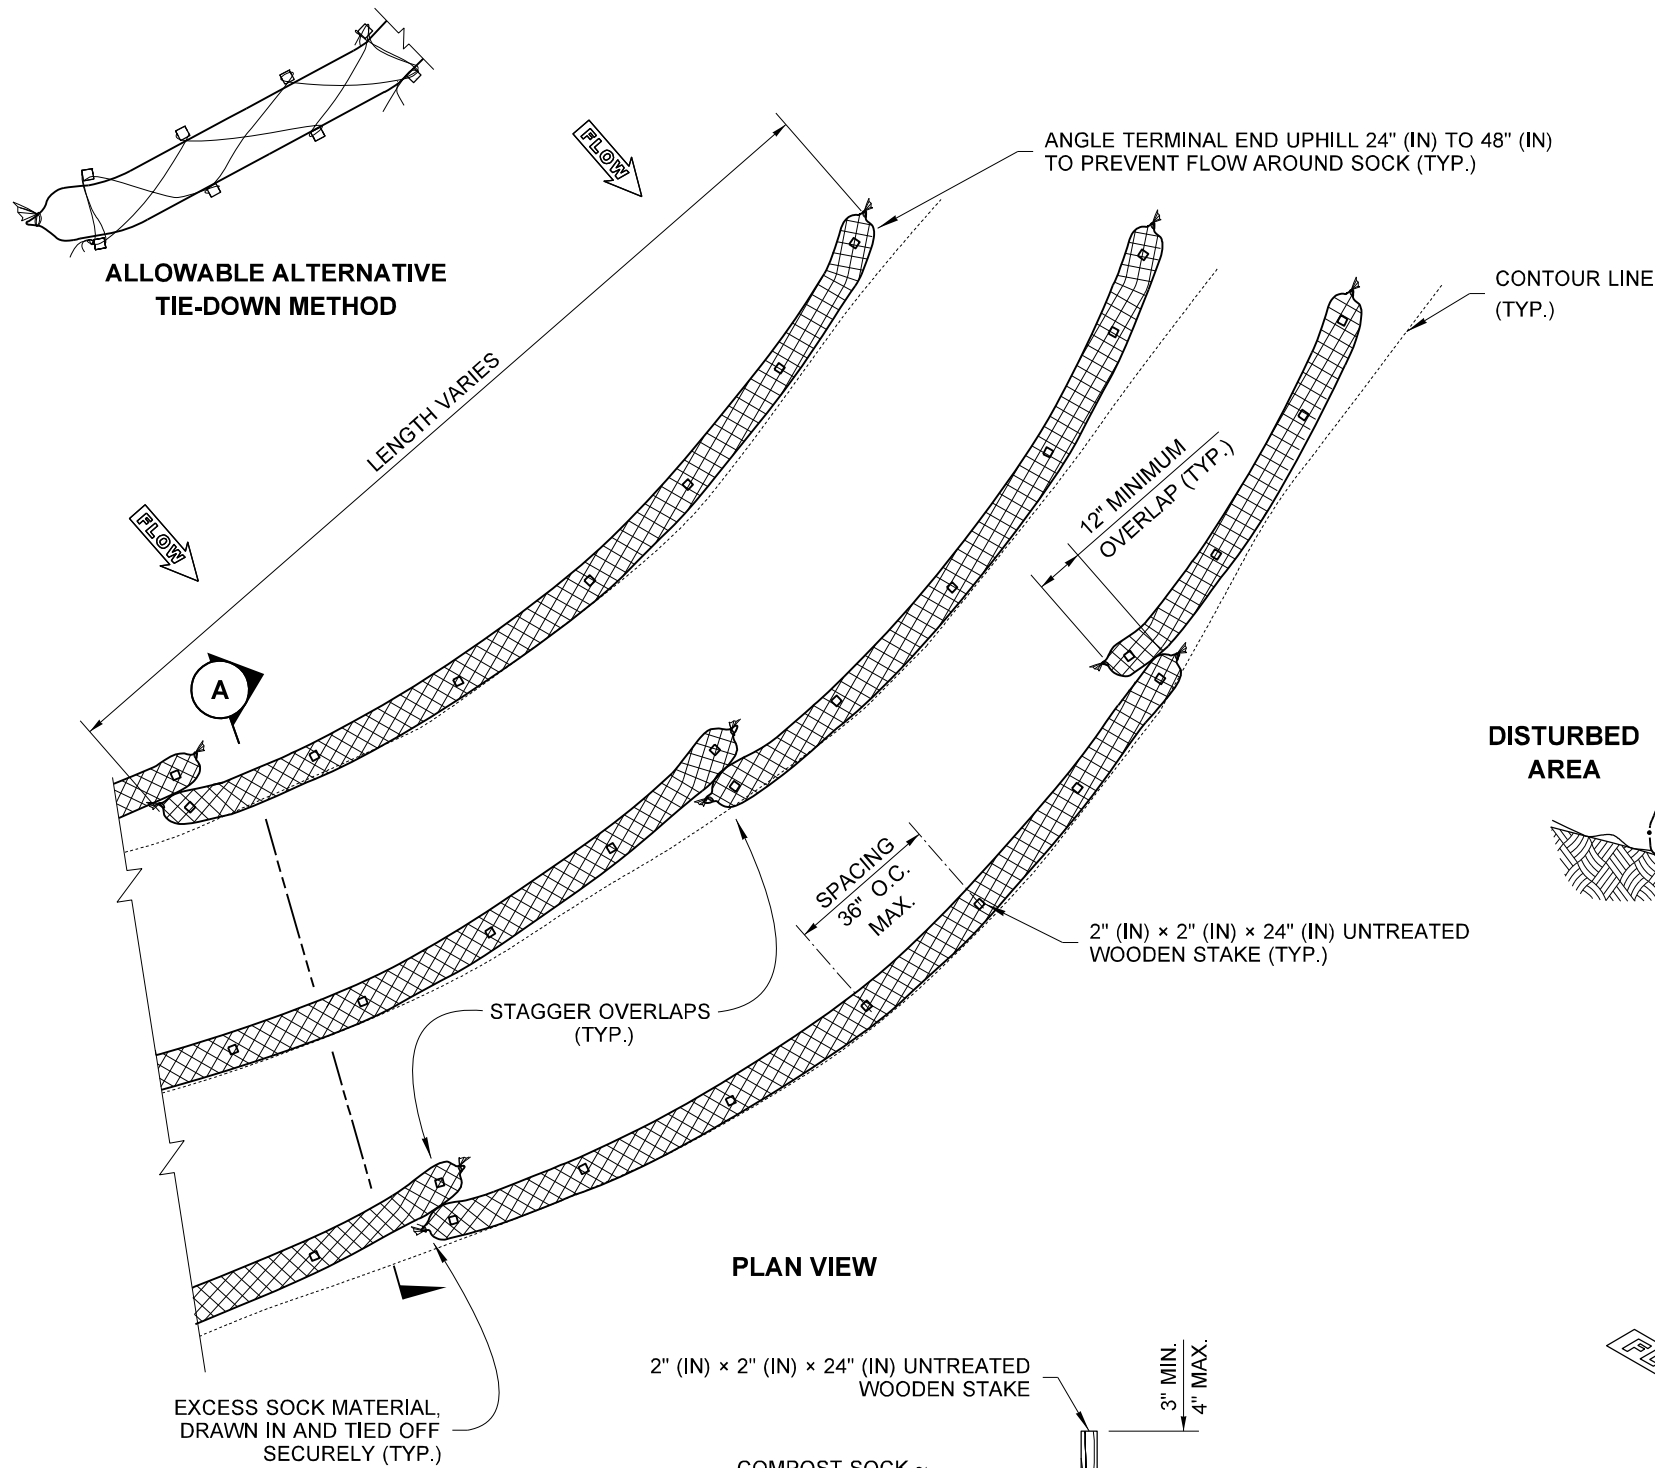 ALLOWABLE ALTERNATIVE
TIE-DOWN METHOD
FLOW
ANGLE TERMINAL END UPHILL 24" (IN) TO 48" (IN)
TO PREVENT FLOW AROUND SOCK (TYP.)
CONTOUR LINE
(TYP.)
LENGTH VARIES
12" MINIMUM
OVERLAP (TYP.)
FLOW
A
DISTURBED
AREA
SPACING
36" O.C.
MAX.
2" (IN) × 2" (IN) × 24" (IN) UNTREATED
WOODEN STAKE (TYP.)
STAGGER OVERLAPS
(TYP.)
PLAN VIEW
2" (IN) × 2" (IN) × 24" (IN) UNTREATED
WOODEN STAKE
3" MIN.
4" MAX.
EXCESS SOCK MATERIAL,
DRAWN IN AND TIED OFF
SECURELY (TYP.)
COMPOST SOCK ~